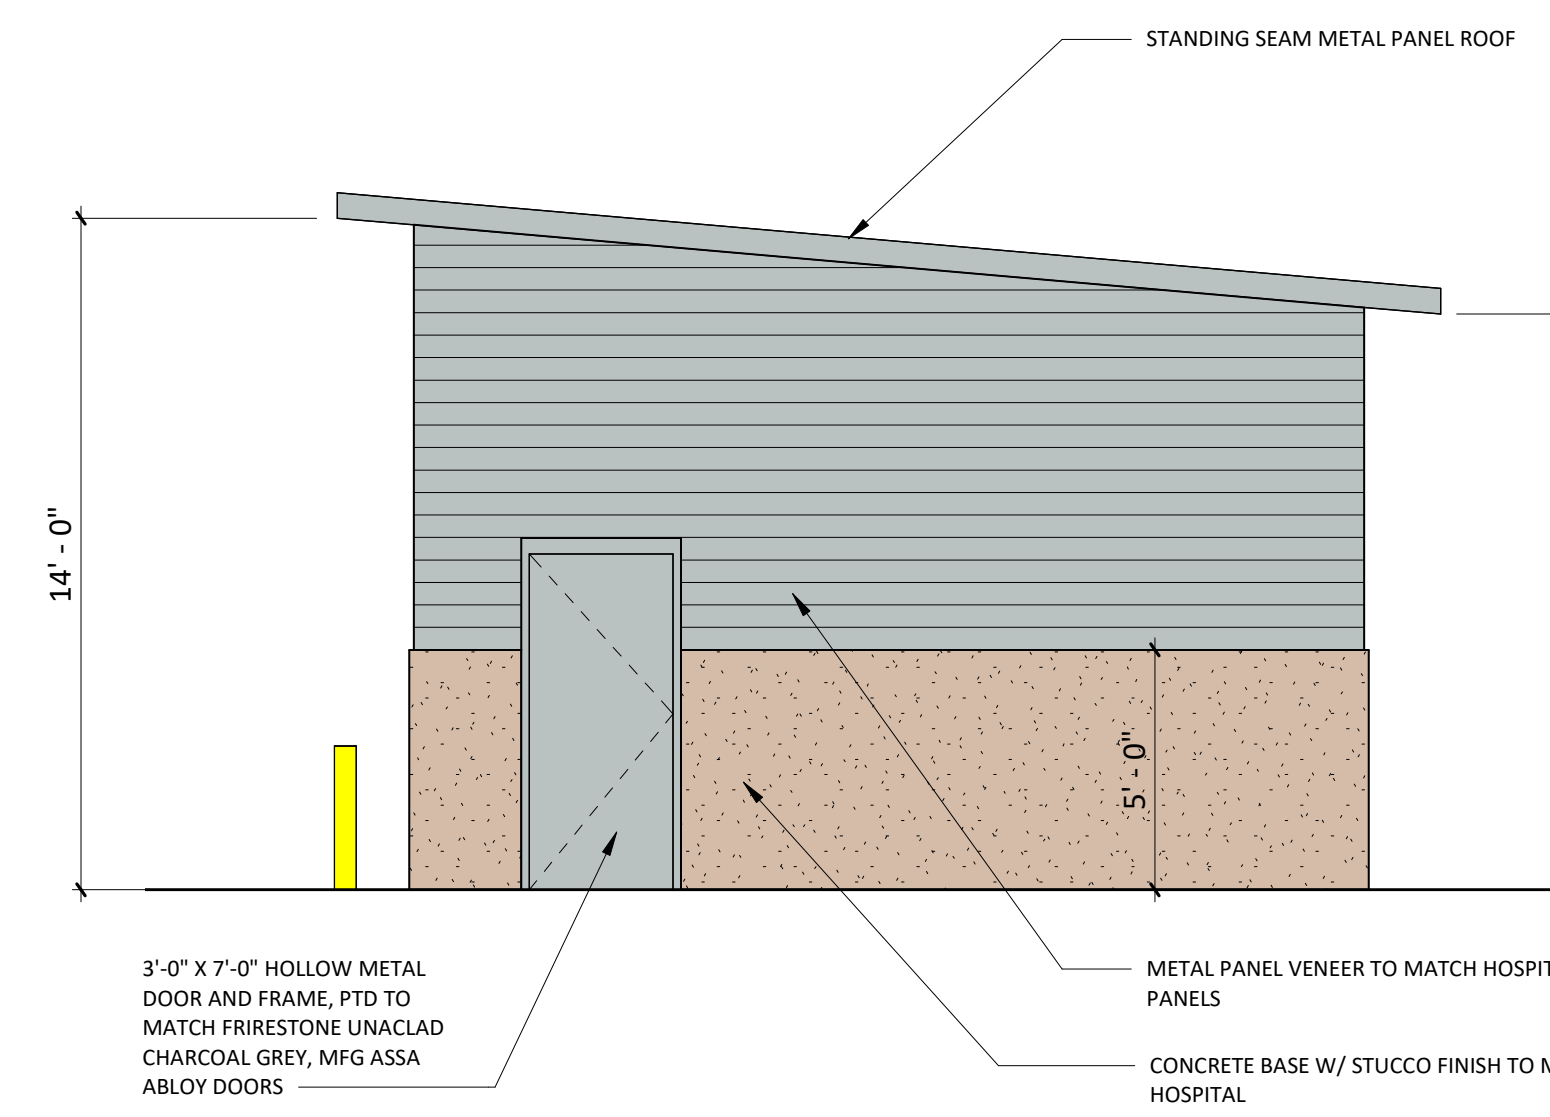 STANDING SEAM METAL PANEL ROOF
14' - 0"
5' - 0"
3'-0" X 7'-0" HOLLOW METAL
DOOR AND FRAME, PTD TO
MATCH FRIRESTONE UNACLAD
CHARCOAL GREY, MFG ASSA
ABLOY DOORS
METAL PANEL VENEER TO MATCH
PANELS
CONCRETE BASE W/ STUCCO FINISH TO
HOSPITAL